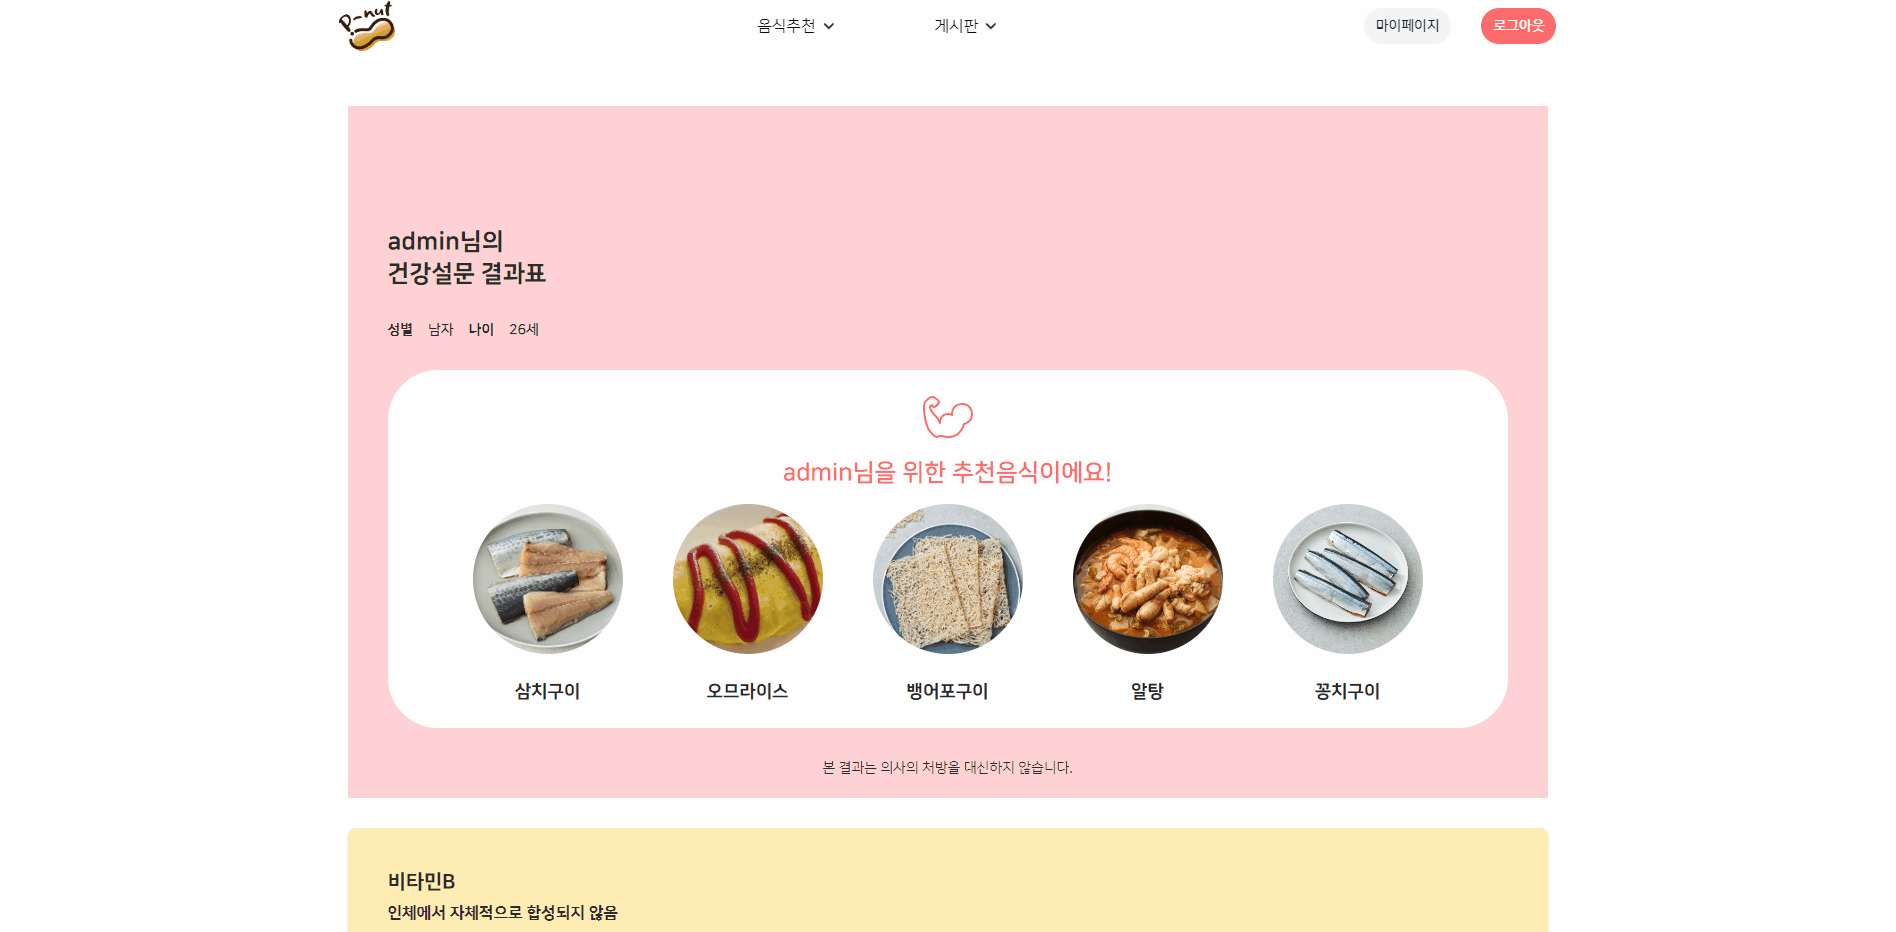 P-nut
음식추천
게시판
마이페이지
로그아웃
admin님의
건강설문 결과표
성별 남자 나이 26세
admin님을 위한 추천음식이에요!
삼치구이
오므라이스
뱅어포구이
알탕
꽁치구이
본 결과는 의사의 처방을 대신하지 않습니다.
비타민B
인체에서 자체적으로 합성되지 않음